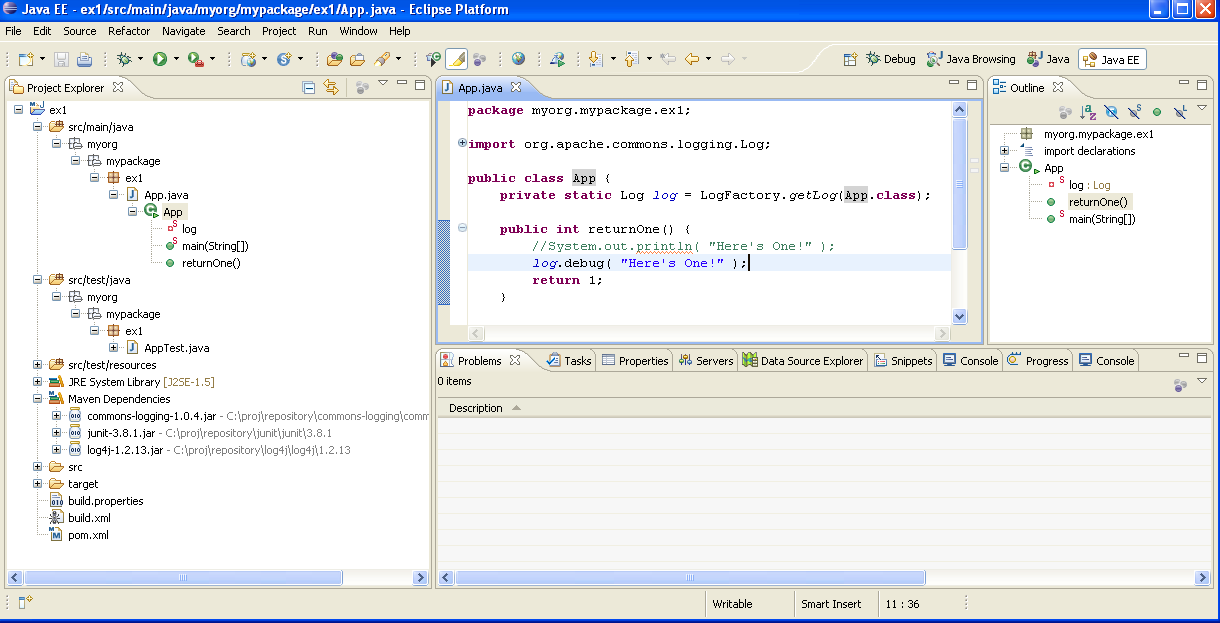 Java EE - ex1/src/main/java/myorg/mypackage/ex1/App.java - Eclipse Platform
File Edit Source Refactor Navigate Search Project Run Window Help
Debug Java Browsing Java Java EE
Project Explorer
ex1
src/main/java
myorg
mypackage
ex1
App.java
App
log
main(String[])
returnOne()
src/test/java
myorg
mypackage
ex1
AppTest.java
src/test/resources
JRE System Library [J2SE-1.5]
Maven Dependencies
commons-logging-1.0.4.jar - C:\proj\repository\commons-logging\comm
junit-3.8.1.jar - C:\proj\repository\junit\junit\3.8.1
log4j-1.2.13.jar - C:\proj\repository\log4j\log4j\1.2.13
src
target
build.properties
build.xml
pom.xml
App.java
package myorg.mypackage.ex1;
import org.apache.commons.logging.Log;
public class App {
private static Log log = LogFactory.getLog(App.class);
public int returnOne() {
//System.out.println( "Here's One!" );
log.debug( "Here's One!" );
return 1;
}
Outline
myorg.mypackage.ex1
import declarations
App
log : Log
returnOne()
main(String[])
Problems Tasks Properties Servers Data Source Explorer Snippets Console Progress Console
0 items
Description
Writable Smart Insert 11 : 36